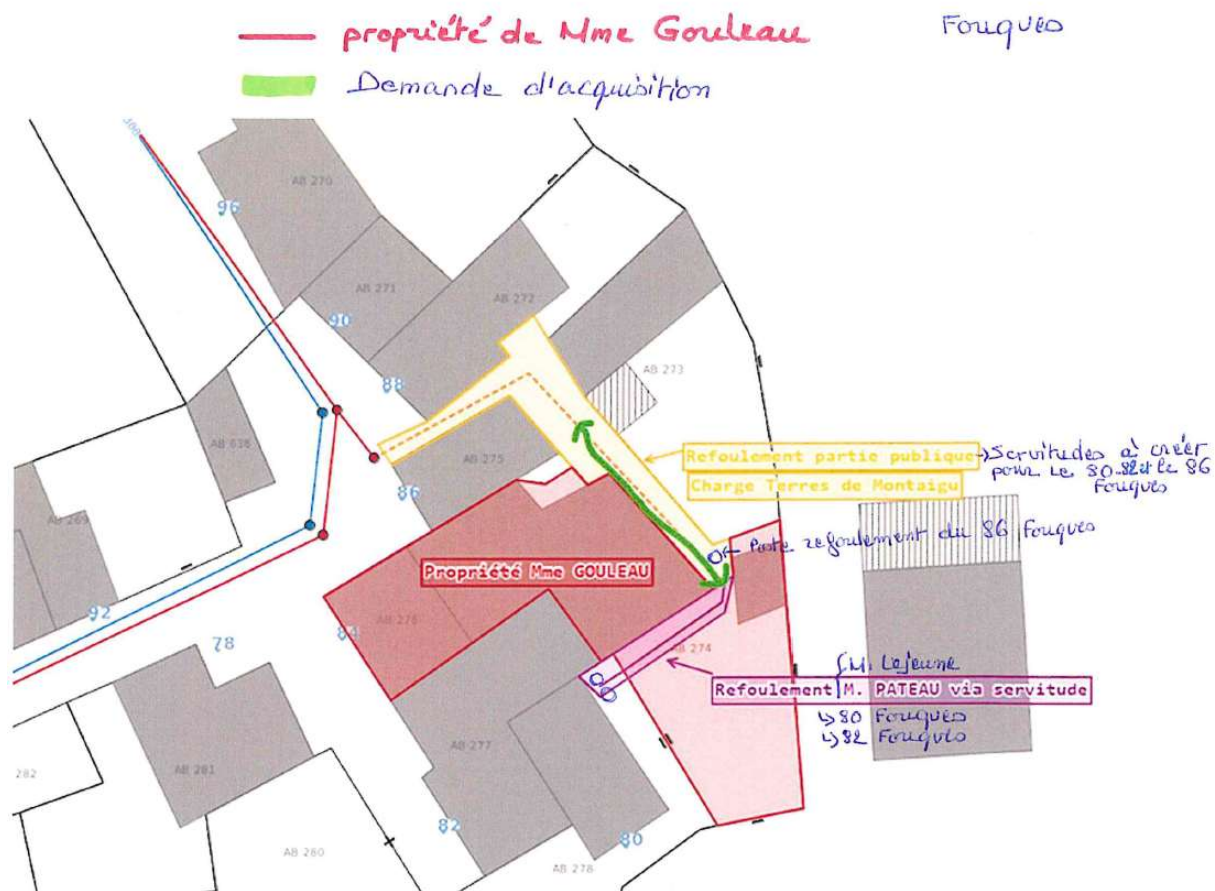 propriété de Mme Gouleau
Fouques
Demande d'acquisition
100
AB 270
96
AB 271
90
AB 272
88
AB 273
AB 636
AB 275
86
Refoulement partie publique
Charge Terres de Montaigu
Servitudes à créer
pour le 80.82 et le 86
Fouques
AB 269
Poste refoulement du 86 Fouques
Propriété Mme GOULEAU
92
AB 276
84
78
AB 274
M. Lejeune
Refoulement M. PATEAU via servitude
↳ 80 Fouques
↳ 82 Fouques
282
AB 281
AB 277
82
80
AB 280
AB 278